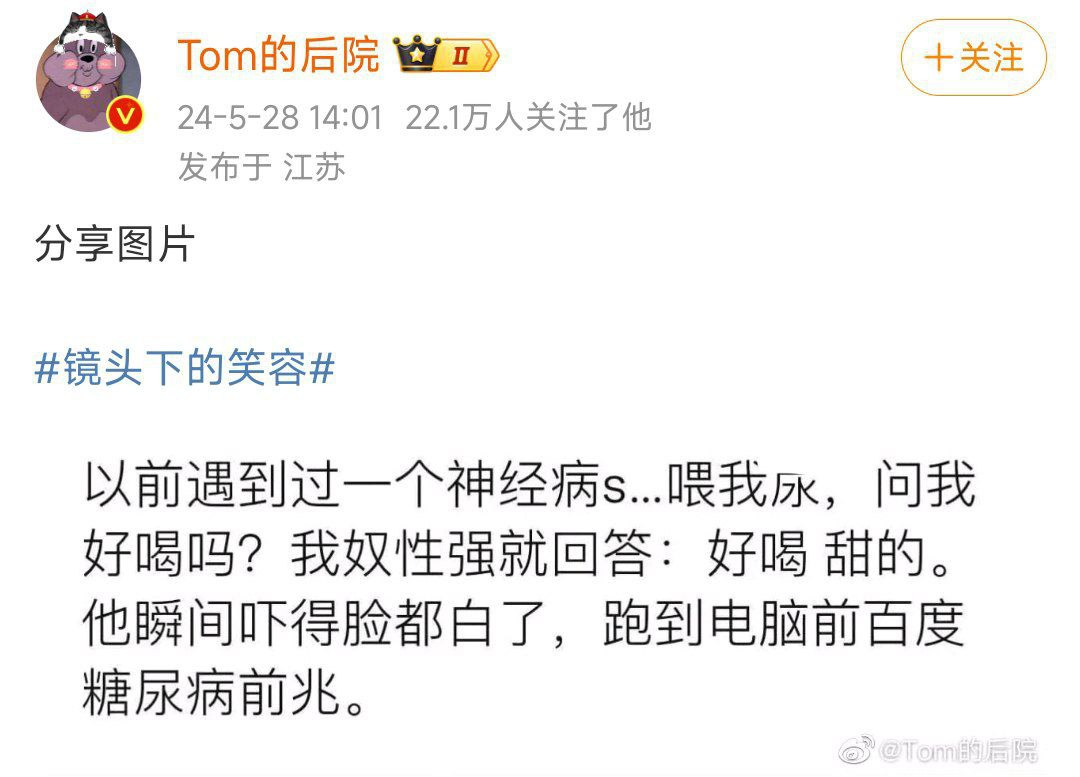 Tom的后院 II
+关注
24-5-28 14:01 22.1万人关注了他
发布于 江苏
分享图片
#镜头下的笑容#
以前遇到过一个神经病s...喂我尿，问我
好喝吗？我奴性强就回答：好喝 甜的。
他瞬间吓得脸都白了，跑到电脑前百度
糖尿病前兆。
@Tom的后院